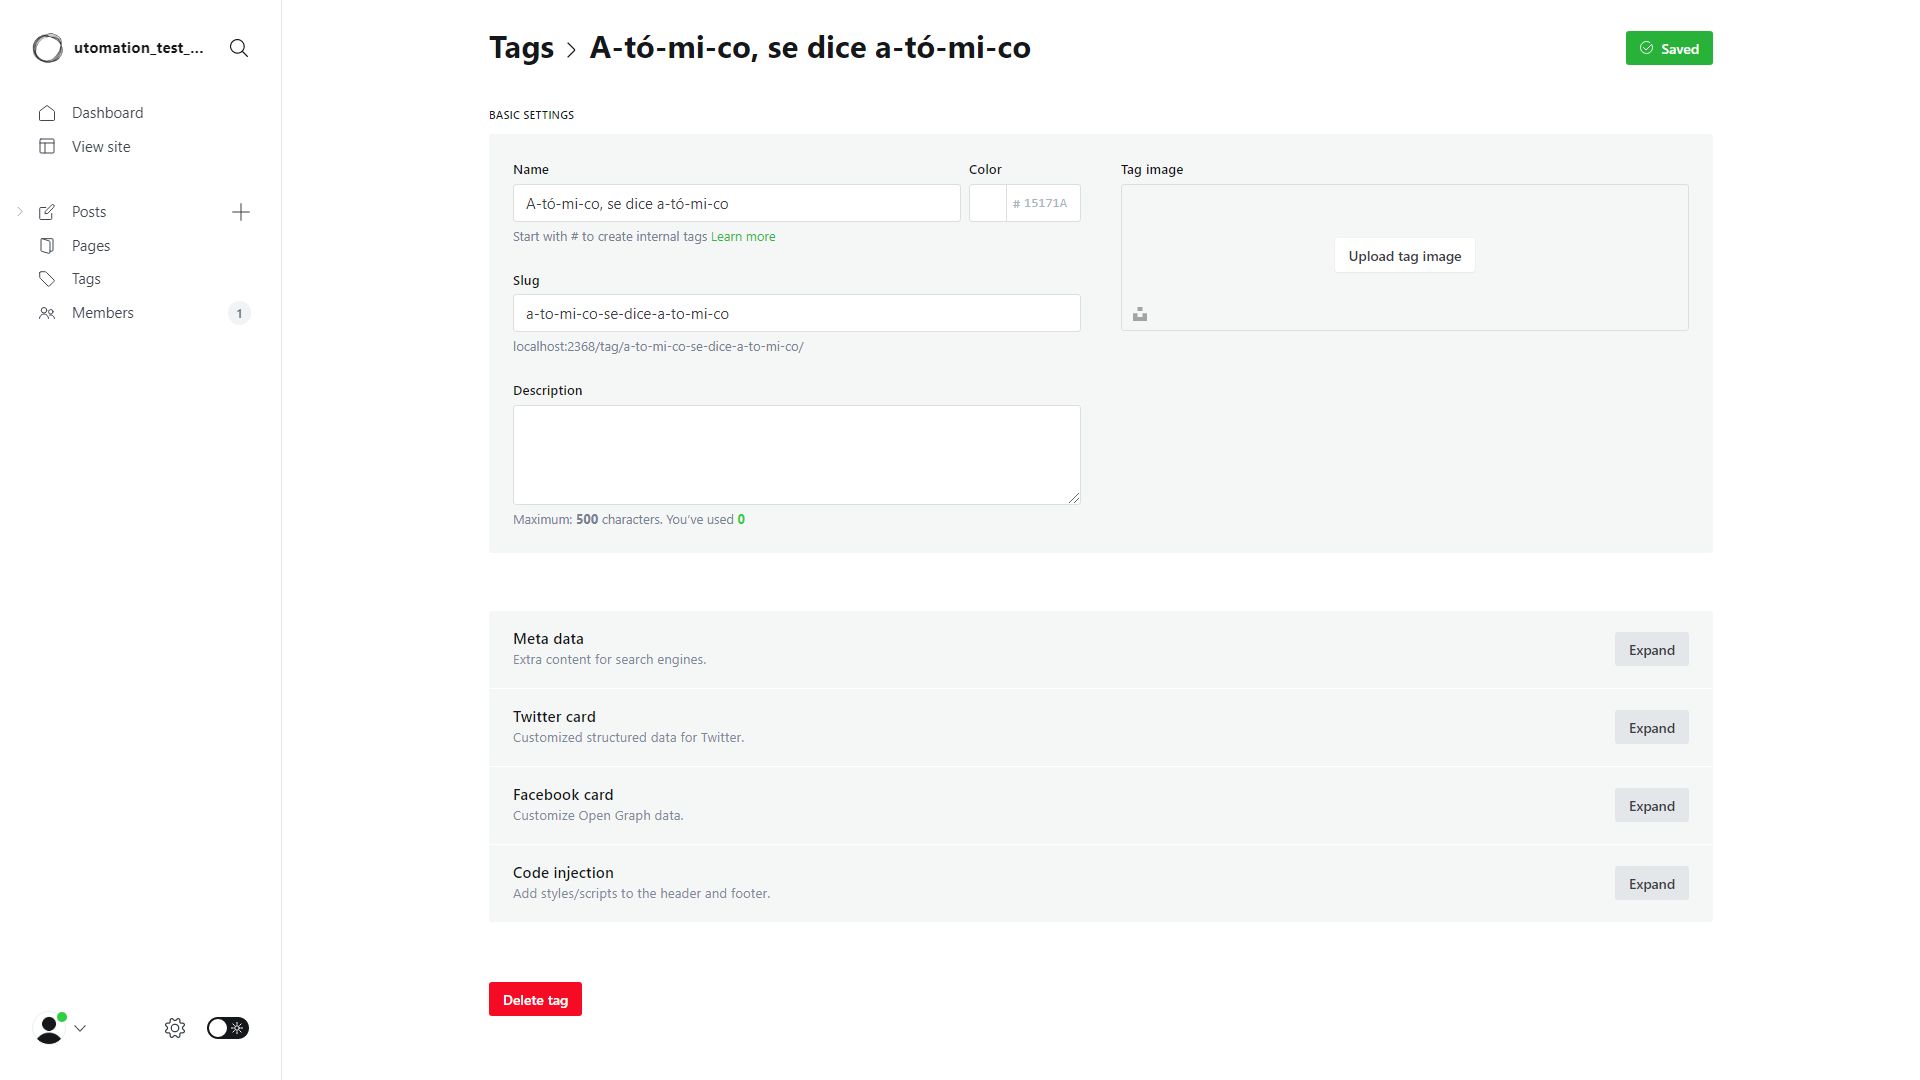 utomation_test_...
Dashboard
View site
Posts
Pages
Tags
Members 1
Tags > A-tó-mi-co, se dice a-tó-mi-co
Saved
BASIC SETTINGS
Name
A-tó-mi-co, se dice a-tó-mi-co
Start with # to create internal tags Learn more
Color
# 15171A
Slug
a-to-mi-co-se-dice-a-to-mi-co
localhost:2368/tag/a-to-mi-co-se-dice-a-to-mi-co/
Description
Maximum: 500 characters. You’ve used 0
Tag image
Upload tag image
Meta data
Extra content for search engines.
Expand
Twitter card
Customized structured data for Twitter.
Expand
Facebook card
Customize Open Graph data.
Expand
Code injection
Add styles/scripts to the header and footer.
Expand
Delete tag